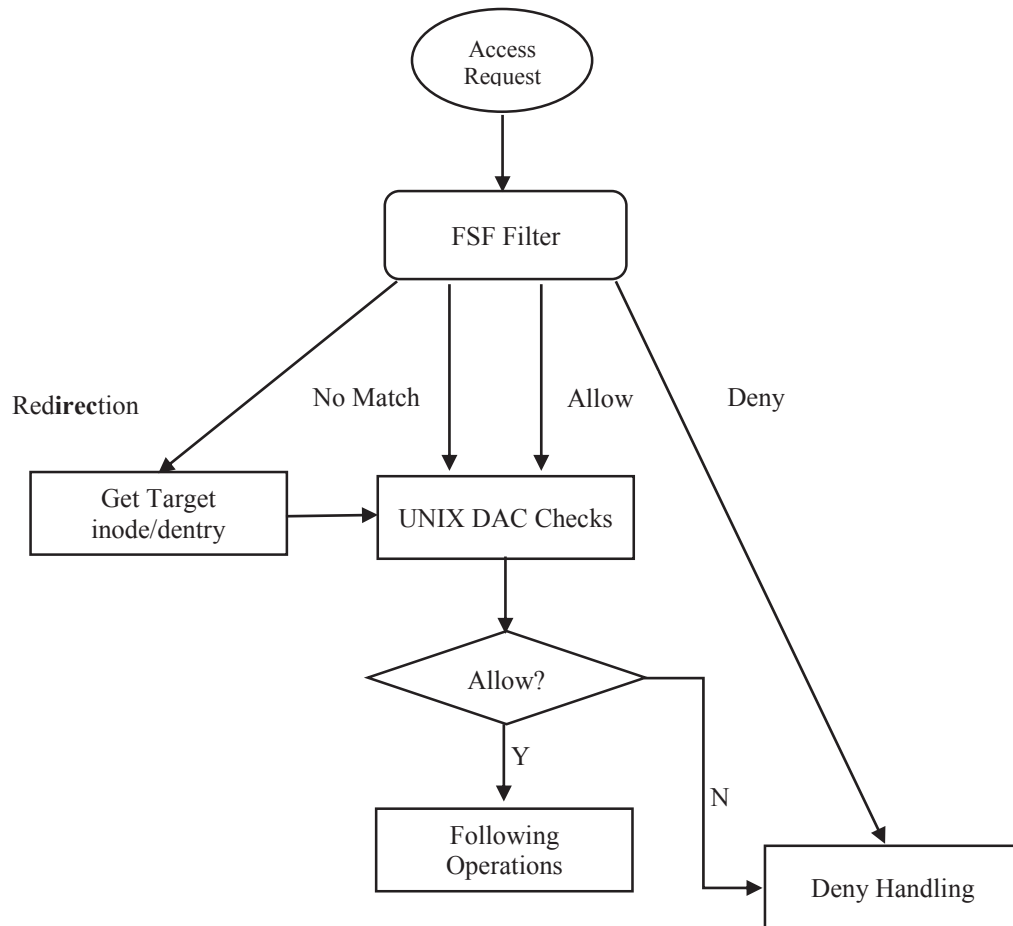 Access
Request
FSF Filter
Redirection
No Match
Allow
Deny
Get Target
inode/dentry
UNIX DAC Checks
Allow?
Y
N
Following
Operations
Deny Handling